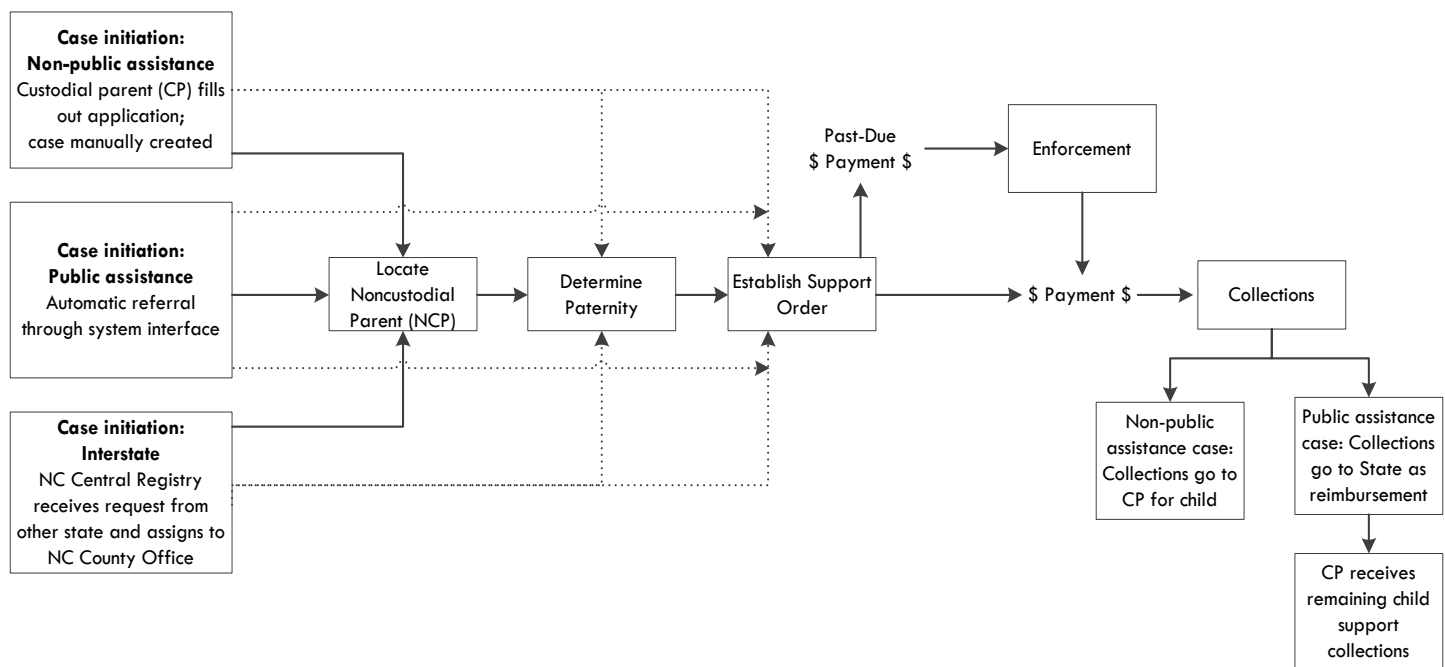 Case initiation:
Non-public assistance
Custodial parent (CP) fills
out application;
case manually created
Case initiation:
Public assistance
Automatic referral
through system interface
Case initiation:
Interstate
NC Central Registry
receives request from
other state and assigns to
NC County Office
Locate
Noncustodial
Parent (NCP)
Determine
Paternity
Establish Support
Order
Past-Due
$ Payment $
Enforcement
$ Payment $
Collections
Non-public
assistance case:
Collections go to
CP for child
Public assistance
case: Collections
go to State as
reimbursement
CP receives
remaining child
support
collections